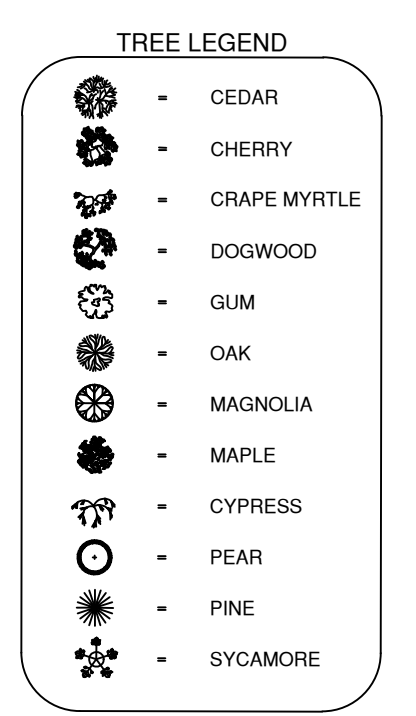 TREE LEGEND
= CEDAR
= CHERRY
= CRAPE MYRTLE
= DOGWOOD
= GUM
= OAK
= MAGNOLIA
= MAPLE
= CYPRESS
= PEAR
= PINE
= SYCAMORE